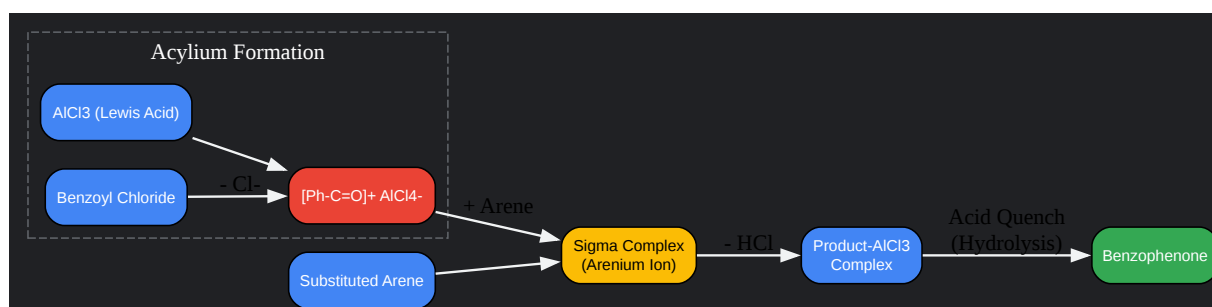 Acylium Formation
AlCl3 (Lewis Acid)
Benzoyl Chloride
- Cl-
[Ph-C=O]+ AlCl4-
+ Arene
Substituted Arene
Sigma Complex
(Arenium Ion)
- HCl
Product-AlCl3
Complex
Acid Quench
(Hydrolysis)
Benzophenone